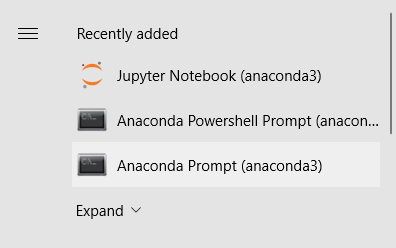 Recently added
Jupyter Notebook (anaconda3)
Anaconda Powershell Prompt (anacon...
Anaconda Prompt (anaconda3)
Expand